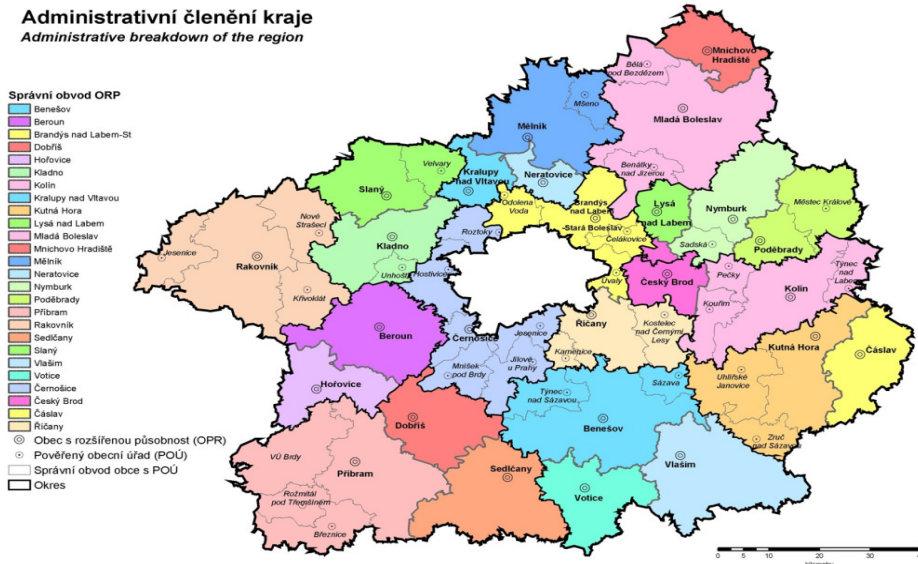 Administrativní členění kraje
Administrative breakdown of the region
Správní obvod ORP
Benešov
Beroun
Brandýs nad Labem-St
Dobříš
Hořovice
Kladno
Kolín
Kralupy nad Vltavou
Kutná Hora
Lysá nad Labem
Mladá Boleslav
Mnichovo Hradiště
Mělník
Neratovice
Nymburk
Poděbrady
Příbram
Rakovník
Sedlčany
Slaný
Vlašim
Votice
Černošice
Český Brod
Čáslav
Říčany
Obec s rozšířenou působnost (OPR)
Pověřený obecní úřad (POÚ)
Správní obvod obce s POÚ
Okres
Mnichovo
Hradiště
Bělá
pod Bezdězem
Mšeno
Mladá Boleslav
Mělník
Velvary
Kralupy
nad Vltavou
Neratovice
Benátky
nad Jizerou
Slaný
Odolena
Voda
Brandýs
nad Labem
-Stará Boleslav
Lysá
nad Labem
Nymburk
Městec Králové
Nové
Strašecí
Roztoky
Kladno
Čelákovice
Sadská
Poděbrady
Jesenice
Rakovník
Unhošť
Hostivice
Úvaly
Český Brod
Pečky
Týnec
nad
Labem
Křivoklát
Kouřim
Kolín
Beroun
Černošice
Říčany
Jesenice
Kostelec
nad Černými
Lesy
Kutná Hora
Mníšek
pod Brdy
Jílové
u Prahy
Kamenice
Čáslav
Hořovice
Uhlířské
Janovice
Týnec
nad Sázavou
Sázava
Dobříš
Benešov
Zruč
nad Sázavou
VÚ Brdy
Příbram
Sedlčany
Vlašim
Rožmitál
pod Třemšínem
Votice
Březnice
0 5 10 20 30